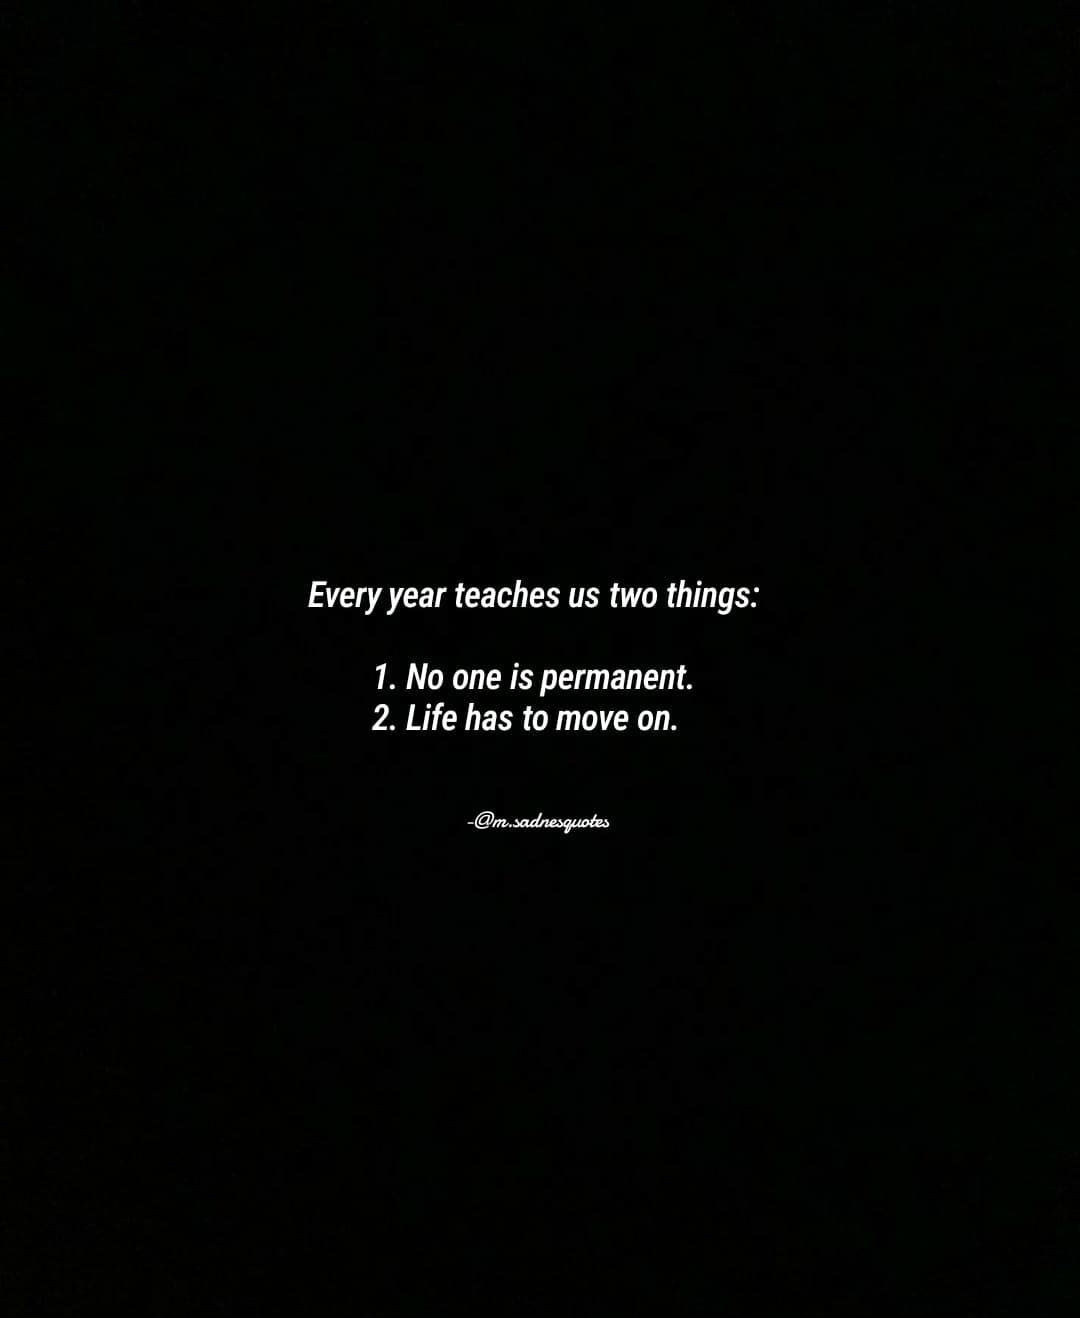 Every year teaches us two things:
1. No one is permanent.
2. Life has to move on.
-@m.sadnesquotes